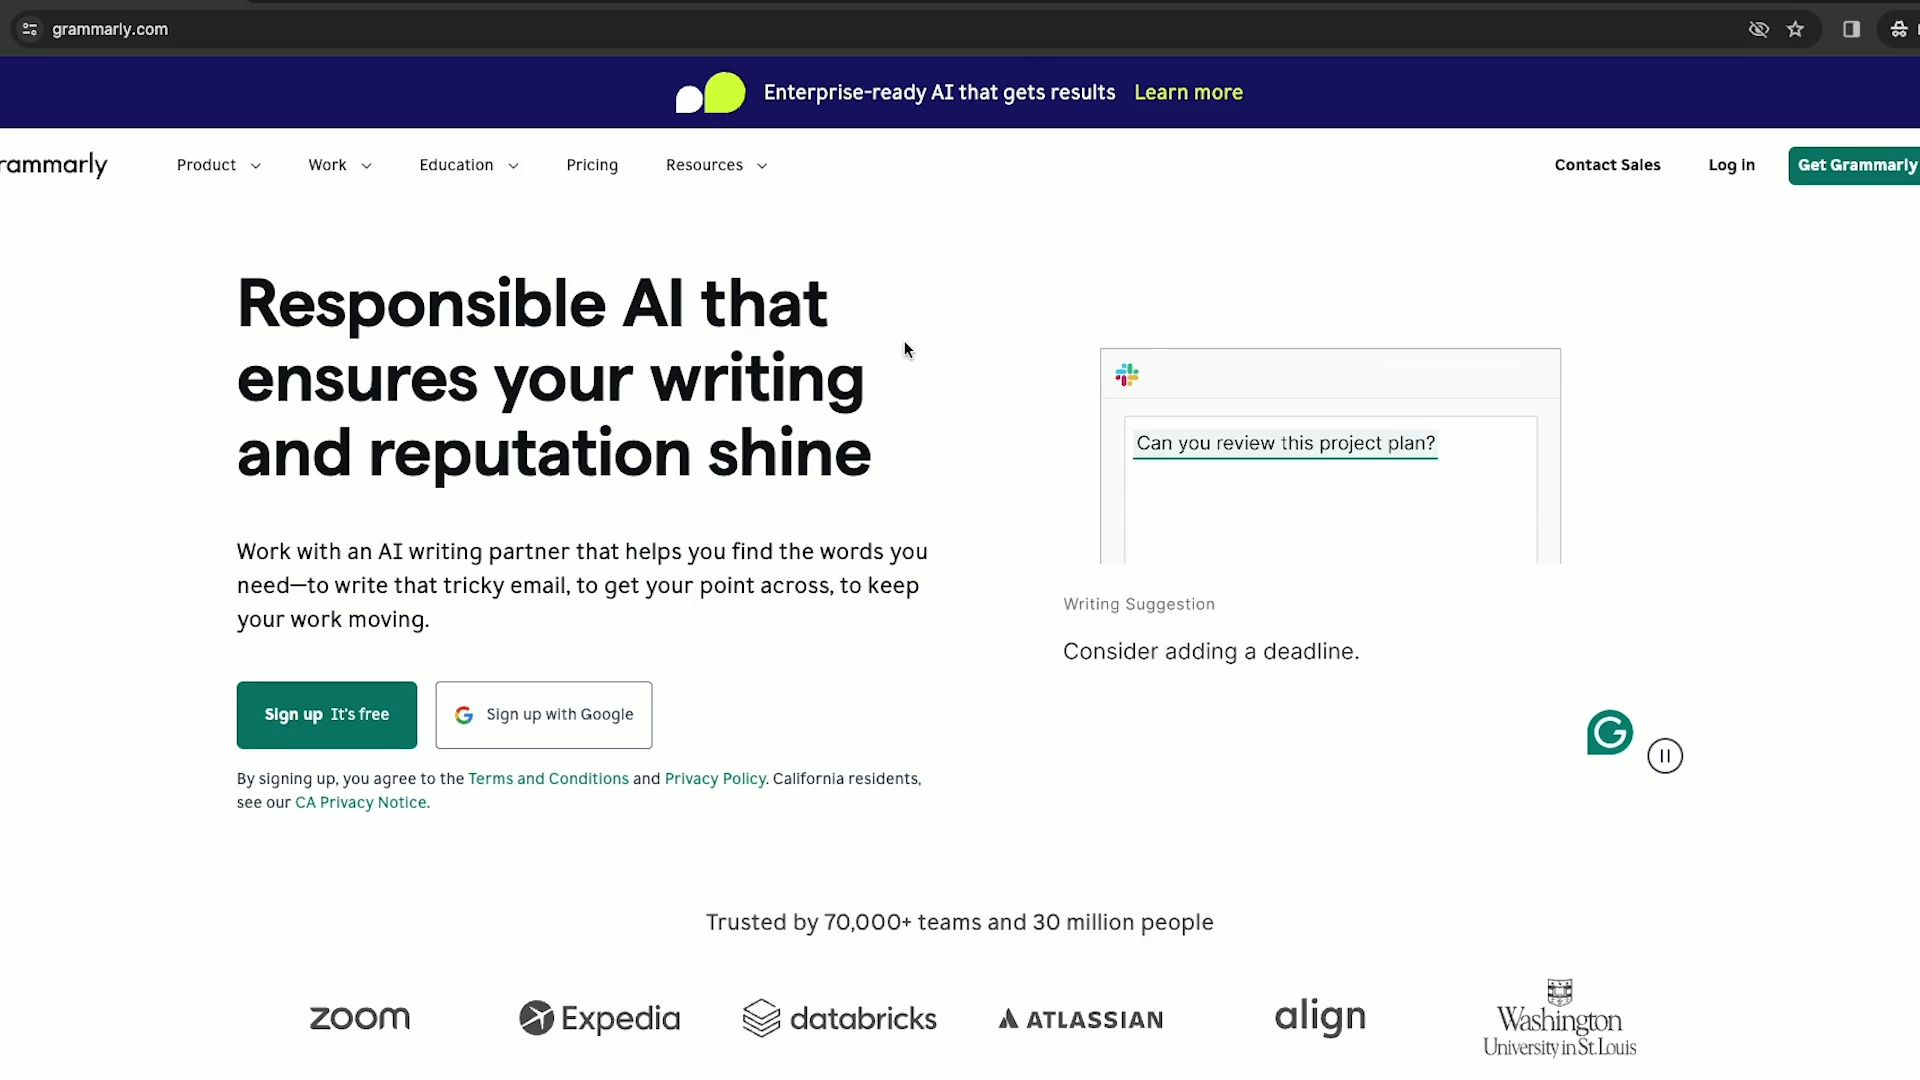 grammarly.com
Enterprise-ready AI that gets results Learn more
rammarly Product Work Education Pricing Resources Contact Sales Log in Get Grammarly
Responsible AI that
ensures your writing
and reputation shine
Can you review this project plan?
Work with an AI writing partner that helps you find the words you
need—to write that tricky email, to get your point across, to keep
your work moving.
Writing Suggestion
Consider adding a deadline.
Sign up It's free
Sign up with Google
By signing up, you agree to the Terms and Conditions and Privacy Policy. California residents,
see our CA Privacy Notice.
Trusted by 70,000+ teams and 30 million people
zoom Expedia databricks ATLASSIAN align Washington
University in St. Louis